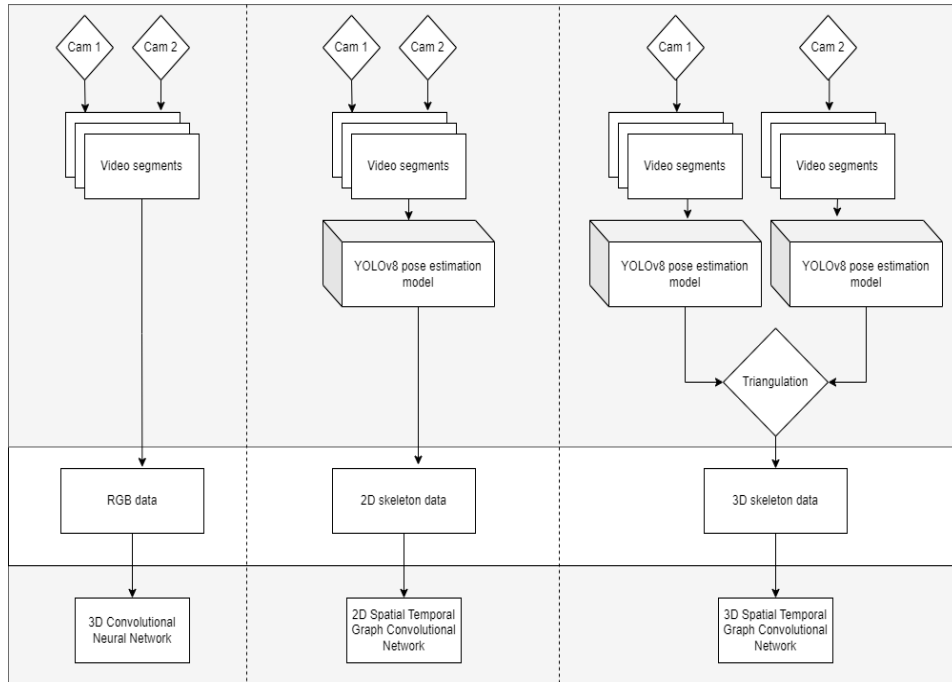 Cam 1
Cam 2
Video segments
RGB data
3D Convolutional
Neural Network
Cam 1
Cam 2
Video segments
YOLOv8 pose estimation
model
2D skeleton data
2D Spatial Temporal
Graph Convolutional
Network
Cam 1
Cam 2
Video segments
Video segments
YOLOv8 pose estimation
model
YOLOv8 pose estimation
model
Triangulation
3D skeleton data
3D Spatial Temporal
Graph Convolutional
Network